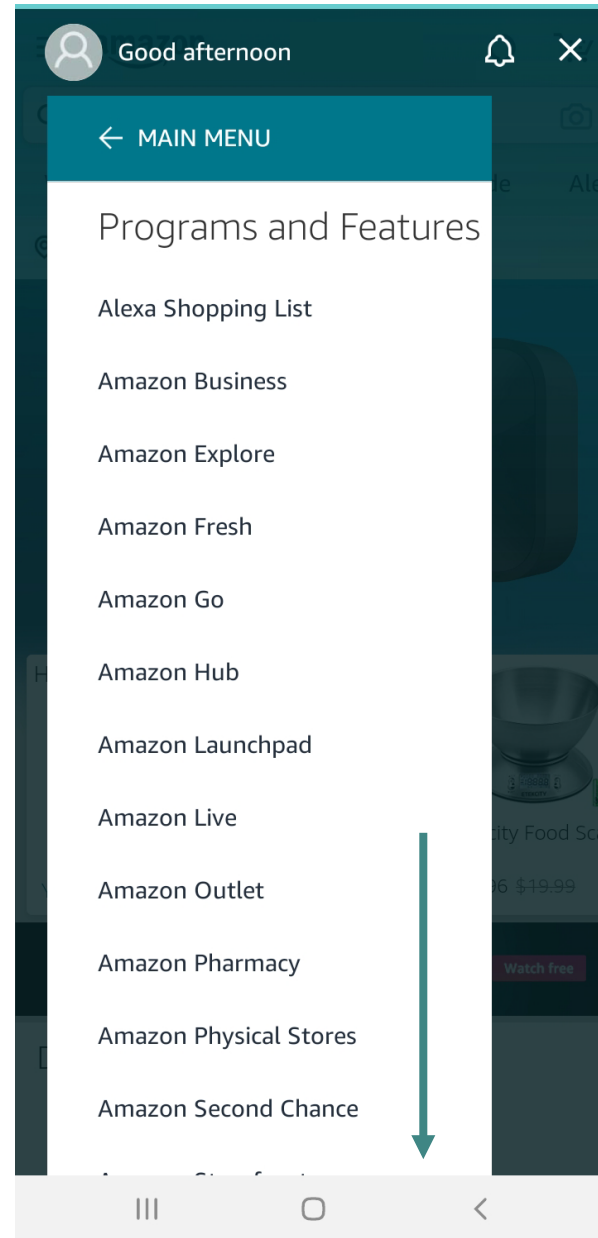 Good afternoon
MAIN MENU
Programs and Features
Alexa Shopping List
Amazon Business
Amazon Explore
Amazon Fresh
Amazon Go
Amazon Hub
Amazon Launchpad
Amazon Live
Amazon Outlet
Amazon Pharmacy
Amazon Physical Stores
Amazon Second Chance
Food
$19.99
Watch free